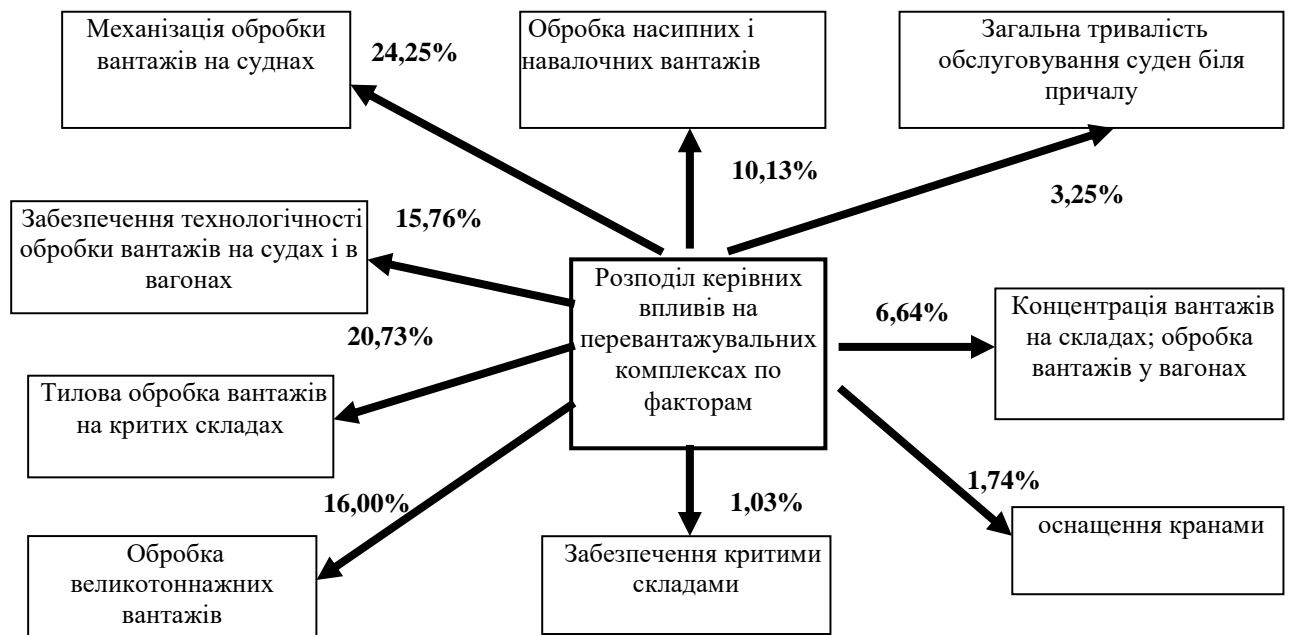 Механізація обробки
вантажів на суднах
24,25%
Обробка насипних і
навалочних вантажів
10,13%
Загальна тривалість
обслуговування суден біля
причалу
3,25%
Забезпечення технологічності
обробки вантажів на судах і в
вагонах
15,76%
Розподіл керівних
впливів на
перевантажувальних
комплексах по
факторам
6,64%
Концентрація вантажів
на складах; обробка
вантажів у вагонах
20,73%
Тилова обробка вантажів
на критих складах
16,00%
Обробка
великотоннажних
вантажів
1,03%
Забезпечення критими
складами
1,74%
оснащення кранами